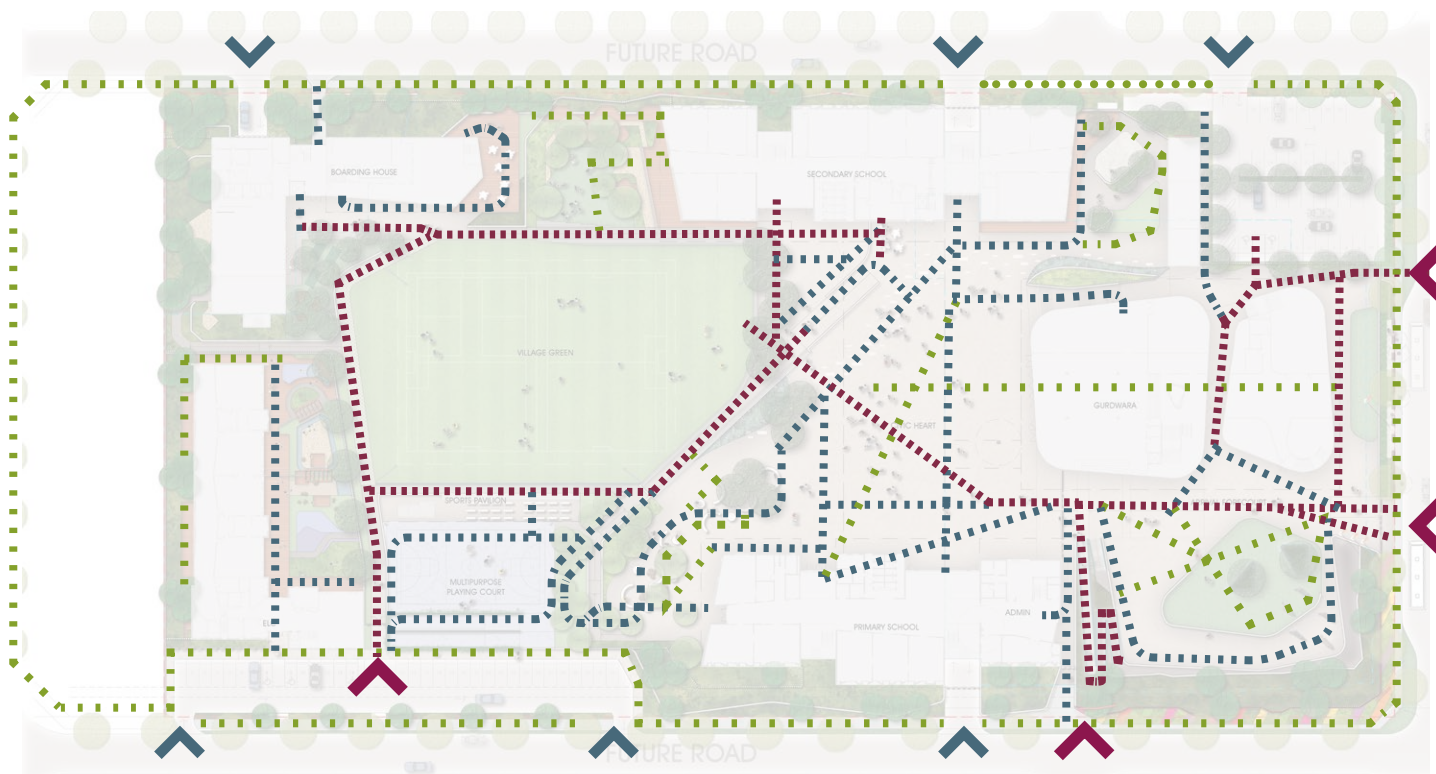 FUTURE ROAD
BOARDING HOUSE
SECONDARY SCHOOL
VILLAGE GREEN
GURDWARA
HEART
SPORTS PAVILION
MULTIPURPOSE
PLAYING COURT
ADMIN
PRIMARY SCHOOL
FUTURE ROAD